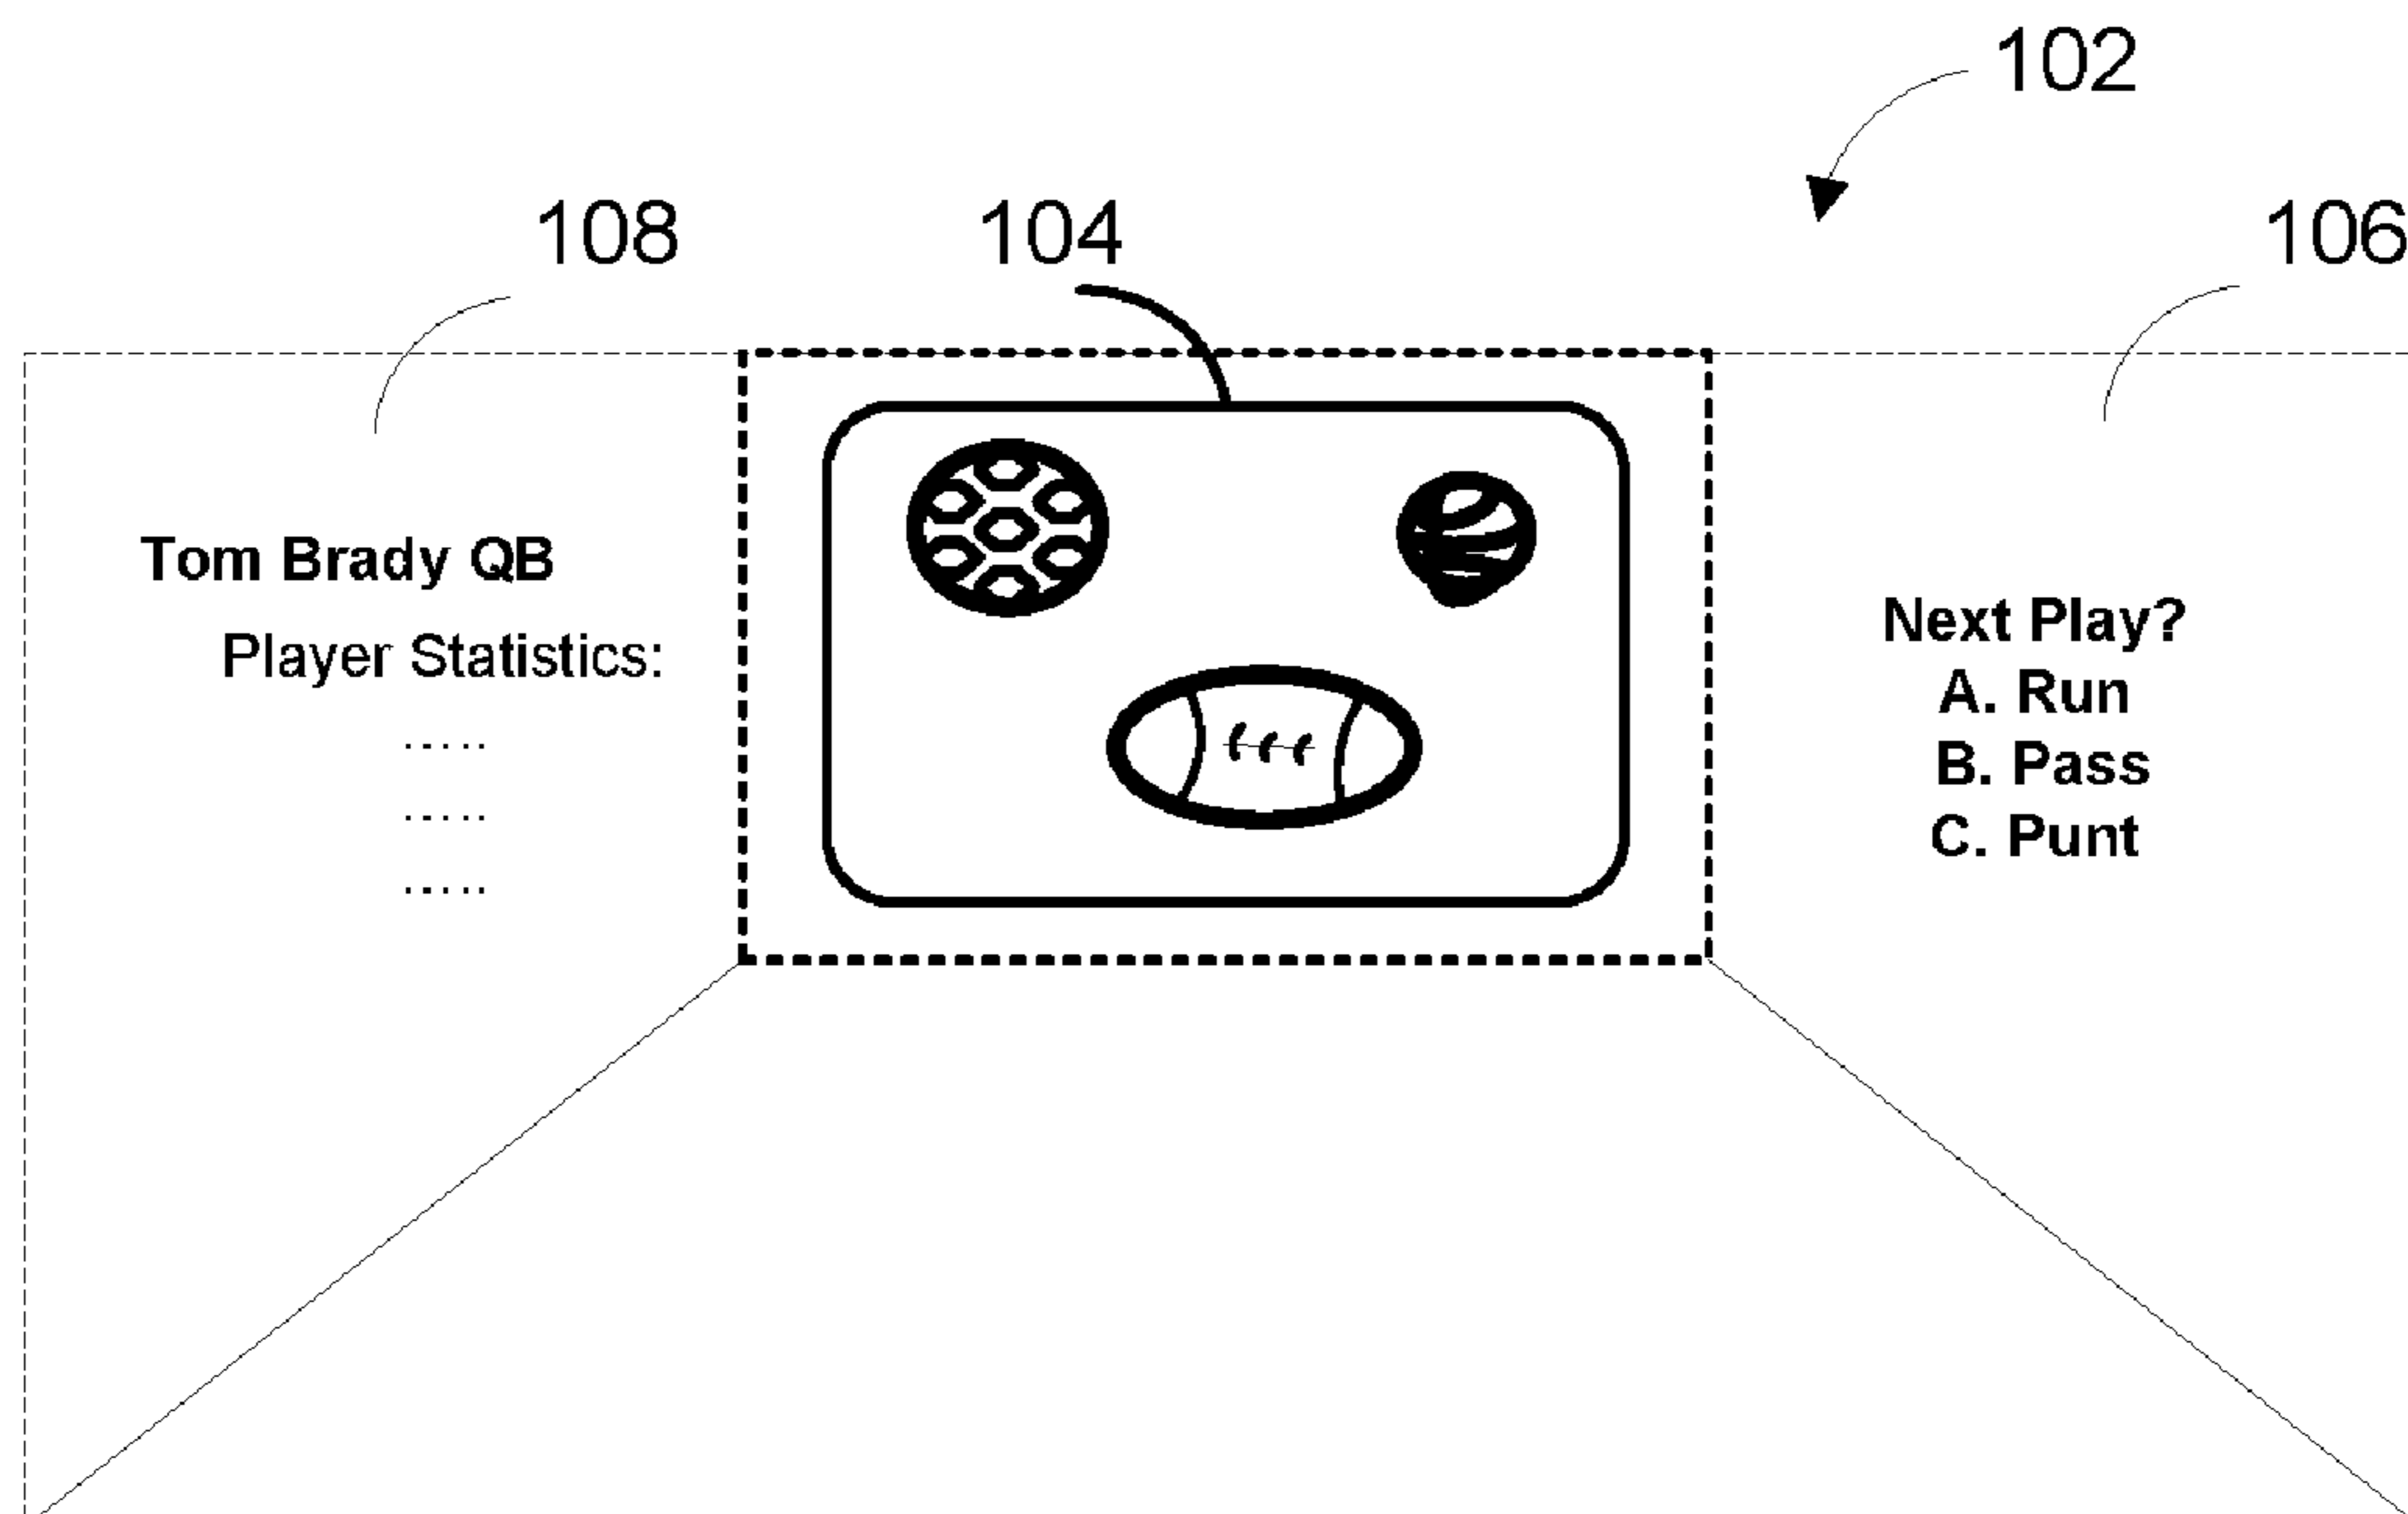 102
108
104
106
Tom Brady QB
Player Statistics:
.....
.....
.....
Next Play?
A. Run
B. Pass
C. Punt